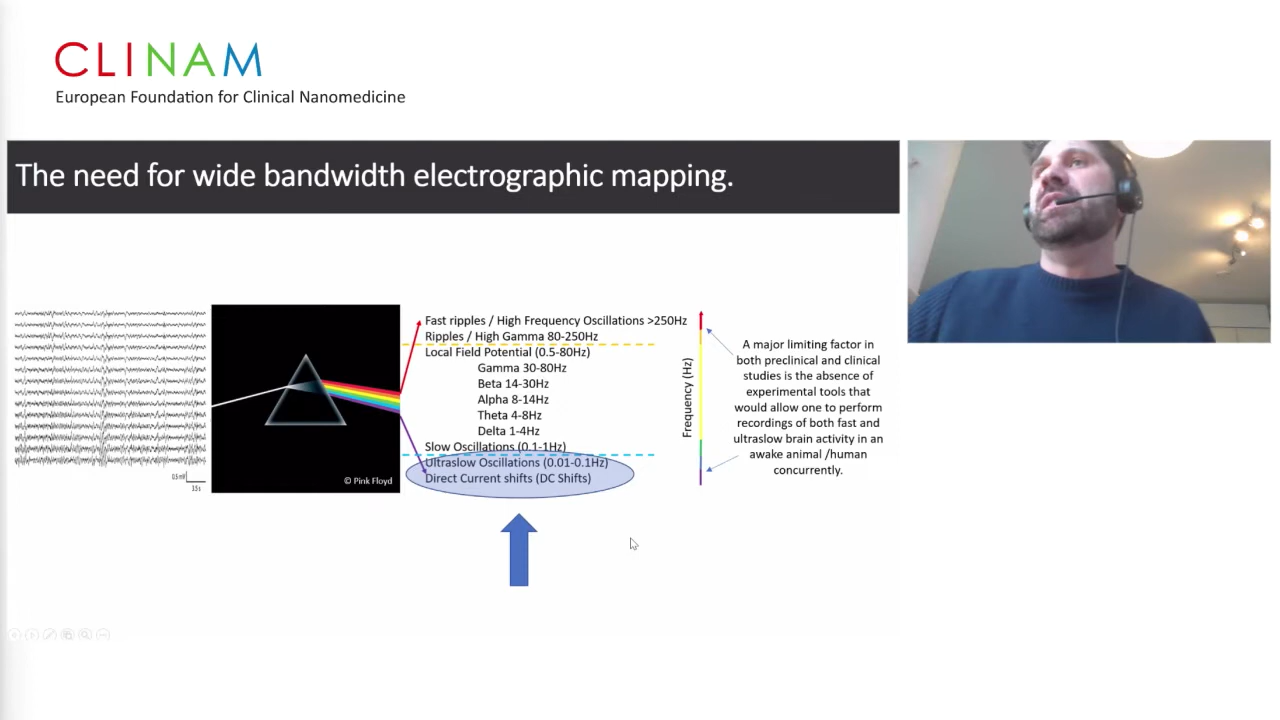 CLINAM
European Foundation for Clinical Nanomedicine
The need for wide bandwidth electrographic mapping.
0.5 mV
3.5 s
© Pink Floyd
Fast ripples / High Frequency Oscillations >250Hz
Ripples / High Gamma 80-250Hz
Local Field Potential (0.5-80Hz)
Gamma 30-80Hz
Beta 14-30Hz
Alpha 8-14Hz
Theta 4-8Hz
Delta 1-4Hz
Slow Oscillations (0.1-1Hz)
Ultraslow Oscillations (0.01-0.1Hz)
Direct Current shifts (DC Shifts)
Frequency (Hz)
A major limiting factor in
both preclinical and clinical
studies is the absence of
experimental tools that
would allow one to perform
recordings of both fast and
ultraslow brain activity in an
awake animal /human
concurrently.